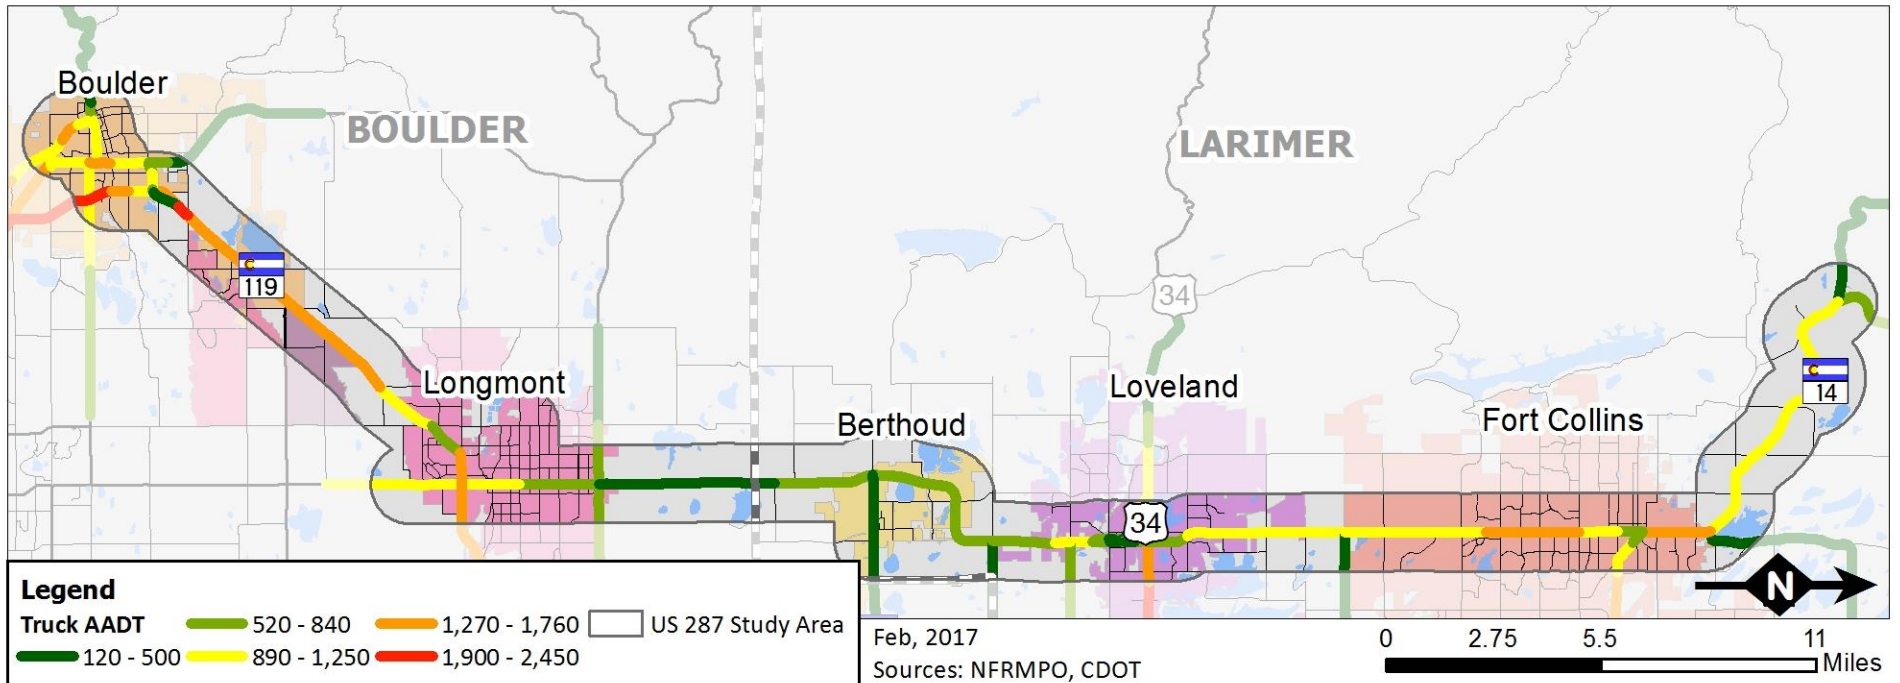 Boulder
BOULDER
LARIMER
119
34
Longmont
Loveland
Berthoud
Fort Collins
14
34
N
Legend
Truck AADT
520 - 840
1,270 - 1,760
US 287 Study Area
120 - 500
890 - 1,250
1,900 - 2,450
Feb, 2017
Sources: NFRMPO, CDOT
0 2.75 5.5 11
Miles